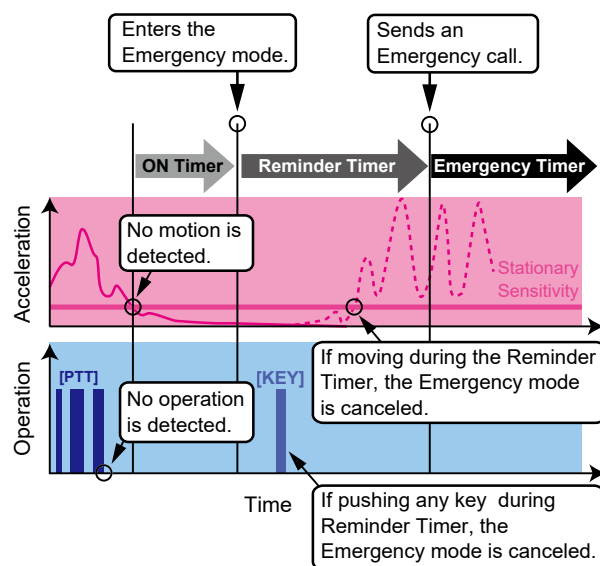 Enters the
Emergency mode.
Sends an
Emergency call.
ON Timer
Reminder Timer
Emergency Timer
Acceleration
No motion is
detected.
Stationary
Sensitivity
If moving during the Reminder
Timer, the Emergency mode
is canceled.
Operation
[PTT]
No operation
is detected.
[KEY]
Time
If pushing any key during
Reminder Timer, the
Emergency mode is canceled.